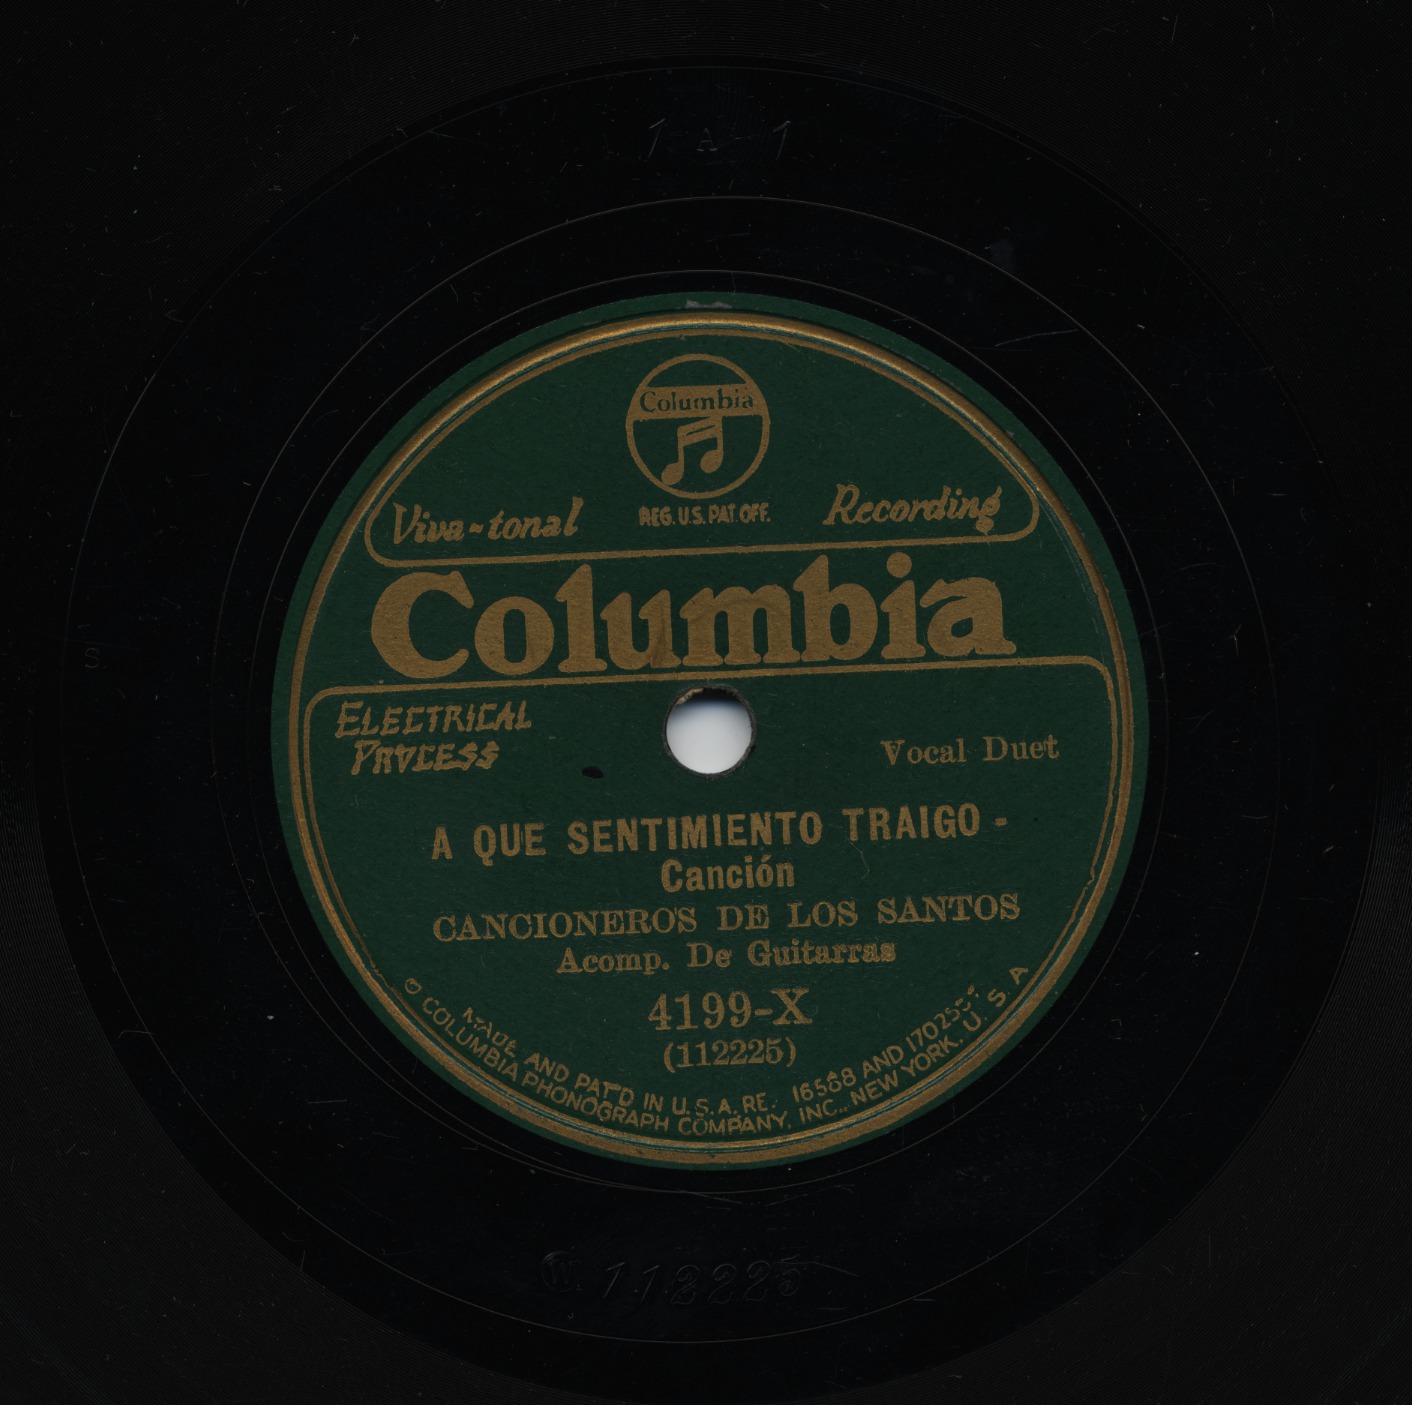 1-A-1
Columbia
REG. U.S. PAT. OFF.
Viva-tonal Recording
Columbia
ELECTRICAL
PROCESS
Vocal Duet
A QUE SENTIMIENTO TRAIGO -
Canción
CANCIONEROS DE LOS SANTOS
Acomp. De Guitarras
4199-X
(112225)
MADE AND PAT'D IN U.S.A. RE. 16588 AND
© COLUMBIA PHONOGRAPH COMPANY, INC., NEW YORK, U.S.A
S
W 112225